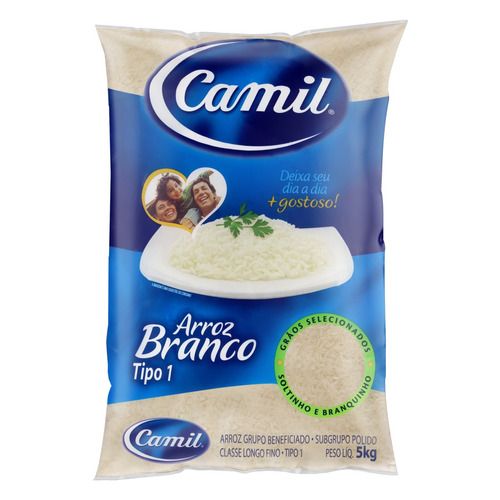 Camil®
Deixa seu
dia a dia
+gostoso!
Arroz
Branco
Tipo 1
GRÃOS SELECIONADOS
SOLTINHO E BRANQUINHO
Camil®
ARROZ GRUPO BENEFICIADO • SUBGRUPO POLIDO
CLASSE LONGO FINO • TIPO 1 PESO LÍQ. 5kg